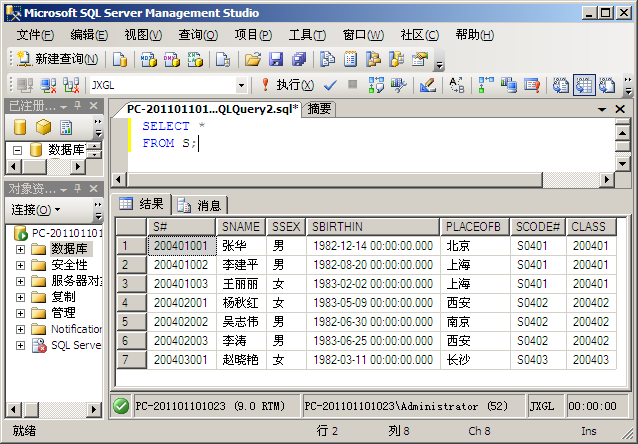 Microsoft SQL Server Management Studio
文件(F) 编辑(E) 视图(V) 查询(Q) 项目(P) 工具(T) 窗口(W) 社区(C) 帮助(H)
新建查询(N)
JXGL 执行(X)
已注册...
数据库
对象资...
连接(O)
PC-201101101
数据库
安全性
服务器对
复制
管理
Notification
SQL Server
PC-201101101...QLQuery2.sql* 摘要
SELECT *
FROM S;
结果 消息
S# SNAME SSEX SBIRTHIN PLACEOFB SCODE# CLASS
1 200401001 张华 男 1982-12-14 00:00:00.000 北京 S0401 200401
2 200401002 李建平 男 1982-08-20 00:00:00.000 上海 S0401 200401
3 200401003 王丽丽 女 1983-02-02 00:00:00.000 上海 S0401 200401
4 200402001 杨秋红 女 1983-05-09 00:00:00.000 西安 S0402 200402
5 200402002 吴志伟 男 1982-06-30 00:00:00.000 南京 S0402 200402
6 200402003 李涛 男 1983-06-25 00:00:00.000 西安 S0402 200402
7 200403001 赵晓艳 女 1982-03-11 00:00:00.000 长沙 S0403 200403
PC-201101101023 (9.0 RTM) PC-201101101023\Administrator (52) JXGL 00:00:00
就绪 行 2 列 8 Ch 8 Ins